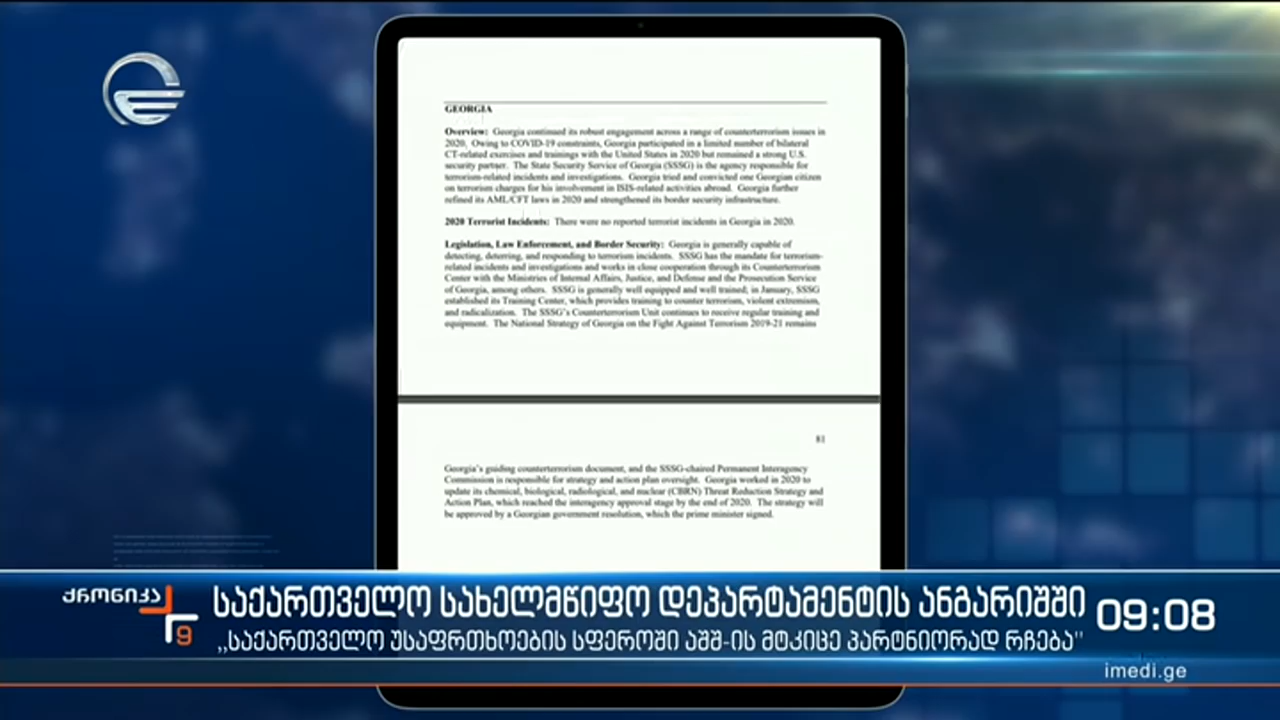 GEORGIA
Overview: Georgia continued its robust engagement across a range of counterterrorism issues in
2020. Owing to COVID-19 constraints, Georgia participated in a limited number of bilateral
CT-related exercises and trainings with the United States in 2020 but remained a strong U.S.
security partner. The State Security Service of Georgia (SSSG) is the agency responsible for
terrorism-related incidents and investigations. Georgia tried and convicted one Georgian citizen
on terrorism charges for his involvement in ISIS-related activities abroad. Georgia further
refined its AML/CFT laws in 2020 and strengthened its border security infrastructure.
2020 Terrorist Incidents: There were no reported terrorist incidents in Georgia in 2020.
Legislation, Law Enforcement, and Border Security: Georgia is generally capable of
detecting, deterring, and responding to terrorism incidents. SSSG has the mandate for terrorism-
related incidents and investigations and works in close cooperation through its Counterterrorism
Center with the Ministries of Internal Affairs, Justice, and Defense and the Prosecution Service
of Georgia, among others. SSSG is generally well equipped and well trained; in January, SSSG
established its Training Center, which provides training to counter terrorism, violent extremism,
and radicalization. The SSSG's Counterterrorism Unit continues to receive regular training and
equipment. The National Strategy of Georgia on the Fight Against Terrorism 2019-21 remains
81
Georgia's guiding counterterrorism document, and the SSSG-chaired Permanent Interagency
Commission is responsible for strategy and action plan oversight. Georgia worked in 2020 to
update its chemical, biological, radiological, and nuclear (CBRN) Threat Reduction Strategy and
Action Plan, which reached the interagency approval stage by the end of 2020. The strategy will
be approved by a Georgian government resolution, which the prime minister signed.
ქრონიკა
9
საქართველო სახელმწიფო დეპარტამენტის ანგარიშში
„საქართველო უსაფრთხოების სფეროში აშშ-ის მტკიცე პარტნიორად რჩება"
09:08
imedi.ge